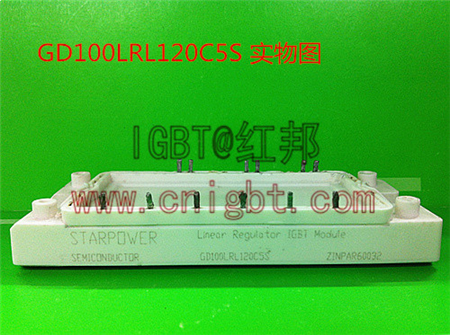 GD100LRL120C5S 实物图
IGBT@红邦
www.cnigbt.com
STARPOWER
Linear Regulator IGBT Module
SEMICONDUCTOR
GD100LRL120C5S
ZINPAR60032